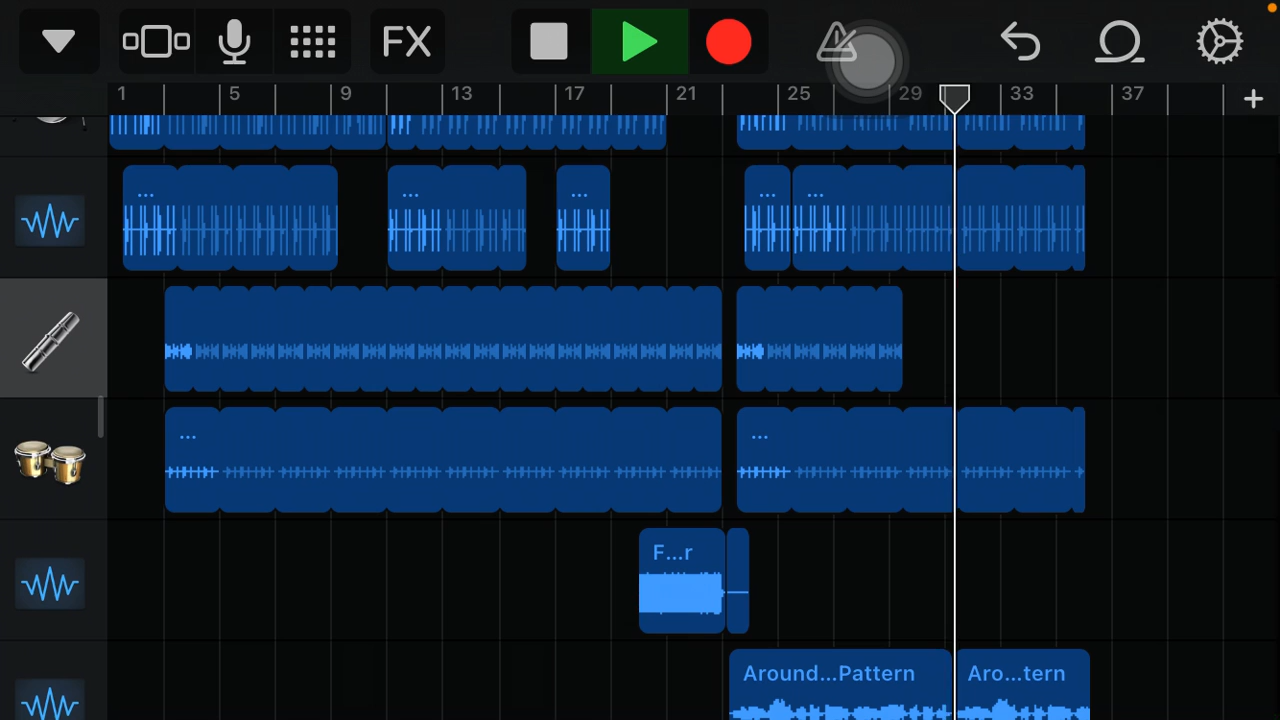 FX
1 5 9 13 17 21 25 29 33 37
... ... ... ... ...
... ...
F...r
Around...Pattern Aro...tern